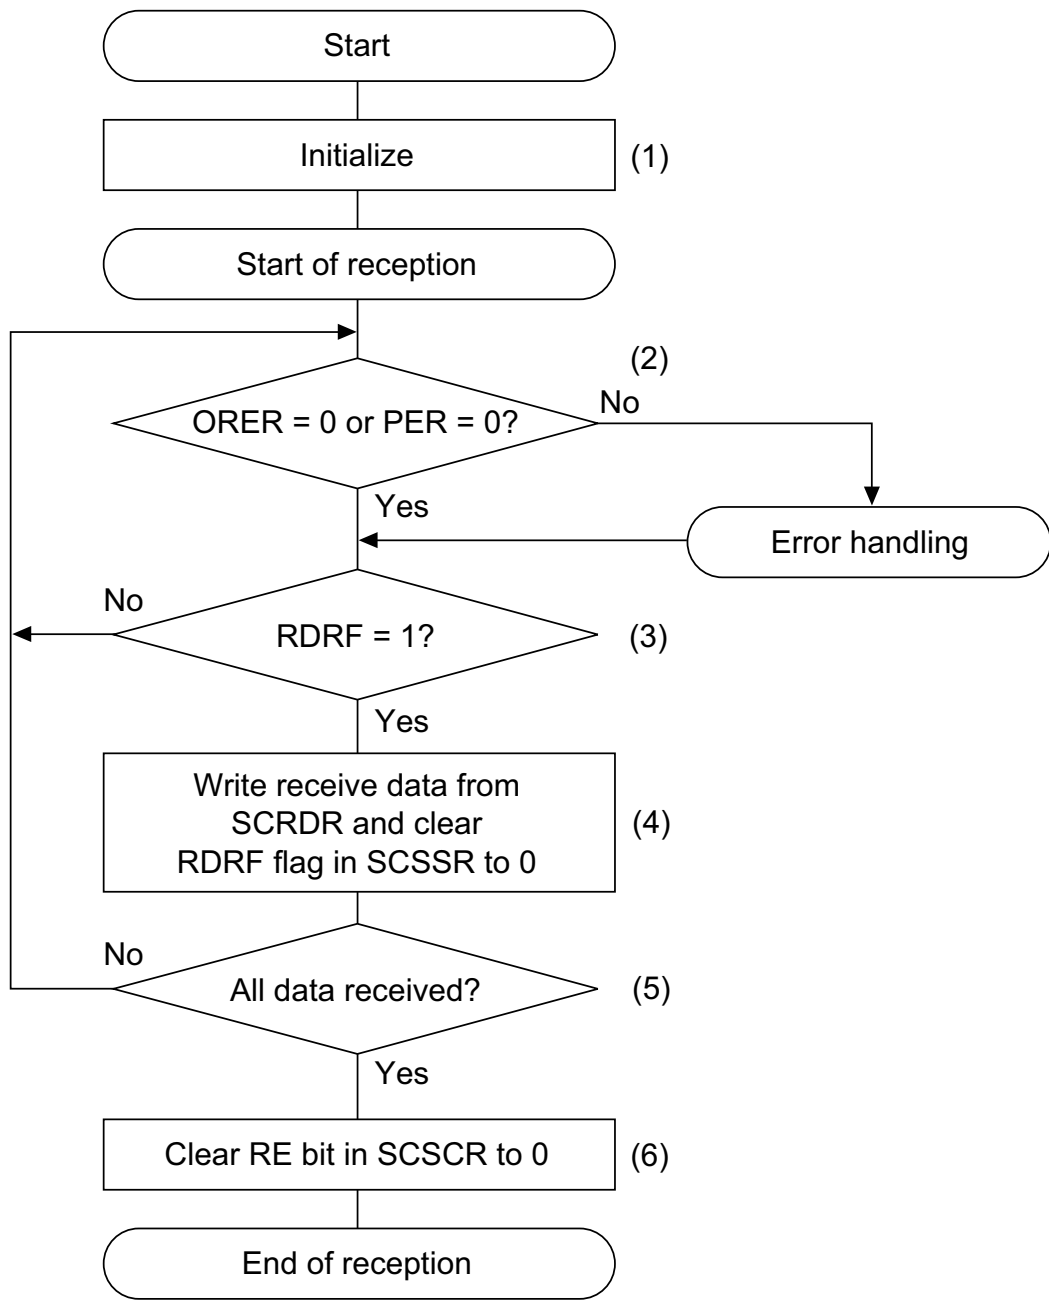 Start
Initialize
(1)
Start of reception
(2)
ORER = 0 or PER = 0?
No
Yes
Error handling
No
RDRF = 1?
(3)
Yes
Write receive data from
SCRDR and clear
RDRF flag in SCSSR to 0
(4)
No
All data received?
(5)
Yes
Clear RE bit in SCSCR to 0
(6)
End of reception